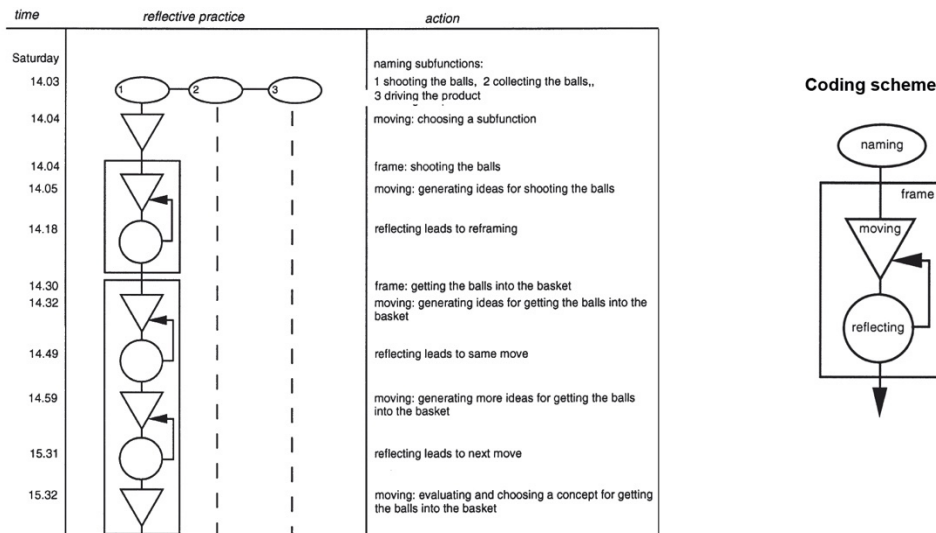 time reflective practice action
Saturday
naming subfunctions:
14.03 1 2 3 1 shooting the balls, 2 collecting the balls,,
3 driving the product
14.04 moving: choosing a subfunction
14.04 frame: shooting the balls
14.05 moving: generating ideas for shooting the balls
14.18 reflecting leads to reframing
14.30 frame: getting the balls into the basket
14.32 moving: generating ideas for getting the balls into the
basket
14.49 reflecting leads to same move
14.59 moving: generating more ideas for getting the balls
into the basket
15.31 reflecting leads to next move
15.32 moving: evaluating and choosing a concept for getting
the balls into the basket
Coding scheme
naming
frame
moving
reflecting